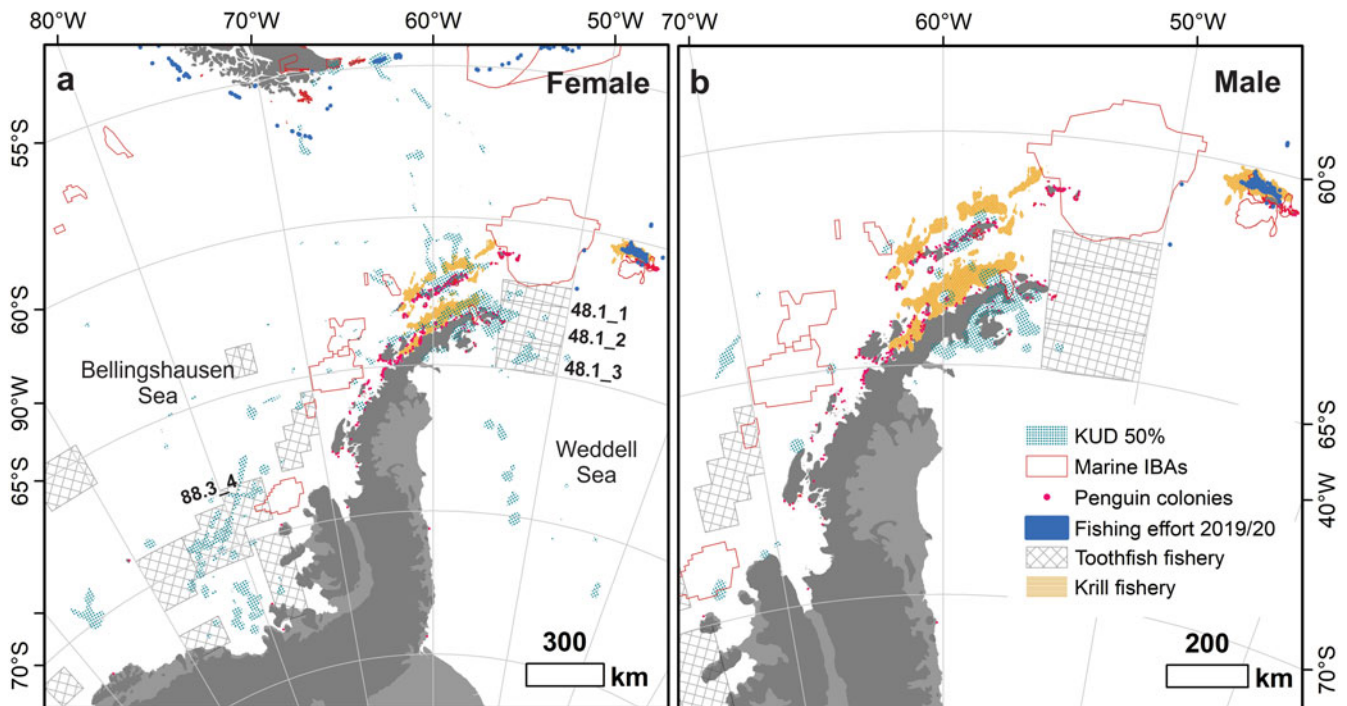 80°W 70°W 60°W 50°W 70°W 60°W 50°W
a Female b Male
55°S
60°S
60°S
90°W
65°S
70°S
65°S
40°W
70°S
48.1_1
48.1_2
48.1_3
Bellingshausen
Sea
Weddell
Sea
88.3_4
KUD 50%
Marine IBAs
Penguin colonies
Fishing effort 2019/20
Toothfish fishery
Krill fishery
300
km
200
km